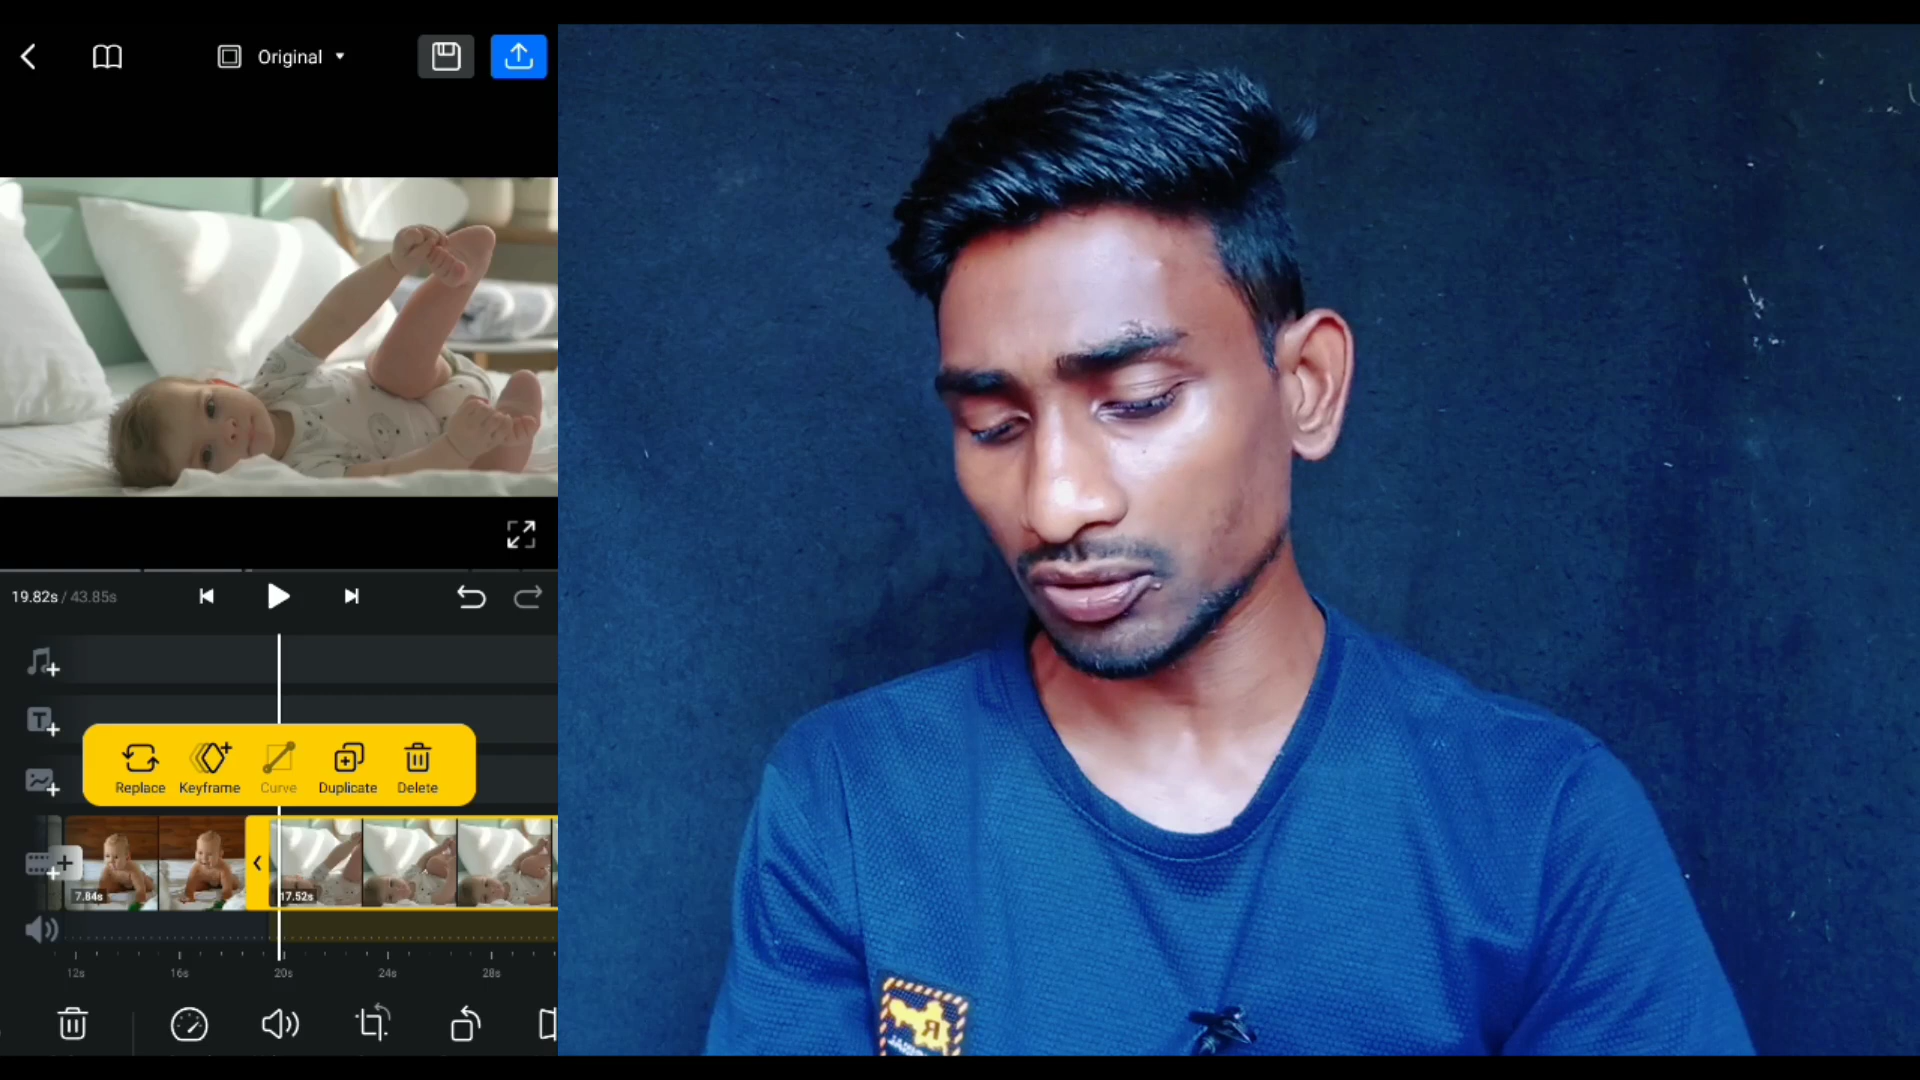 Original
19.82s / 43.85s
Replace Keyframe Curve Duplicate Delete
7.84s 17.52s
12s 16s 20s 24s 28s